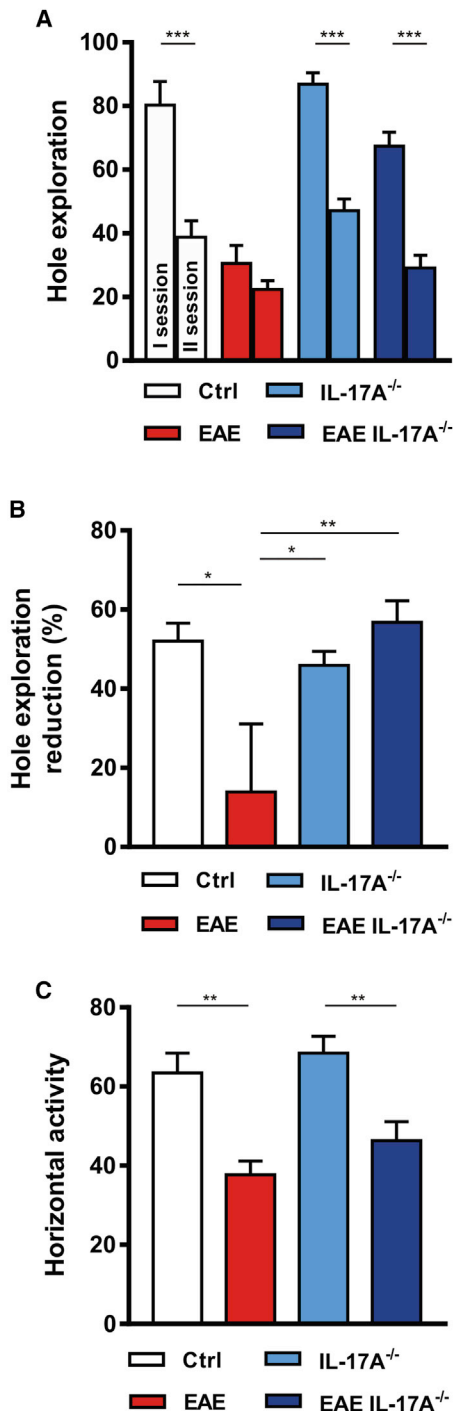 A
***
***
***
100
80
60
40
20
0
Hole exploration
I session
II session
Ctrl
IL-17A-/-
EAE
EAE IL-17A-/-
B
**
*
*
80
60
40
20
0
Hole exploration
reduction (%)
Ctrl
IL-17A-/-
EAE
EAE IL-17A-/-
C
**
**
80
60
40
20
0
Horizontal activity
Ctrl
IL-17A-/-
EAE
EAE IL-17A-/-